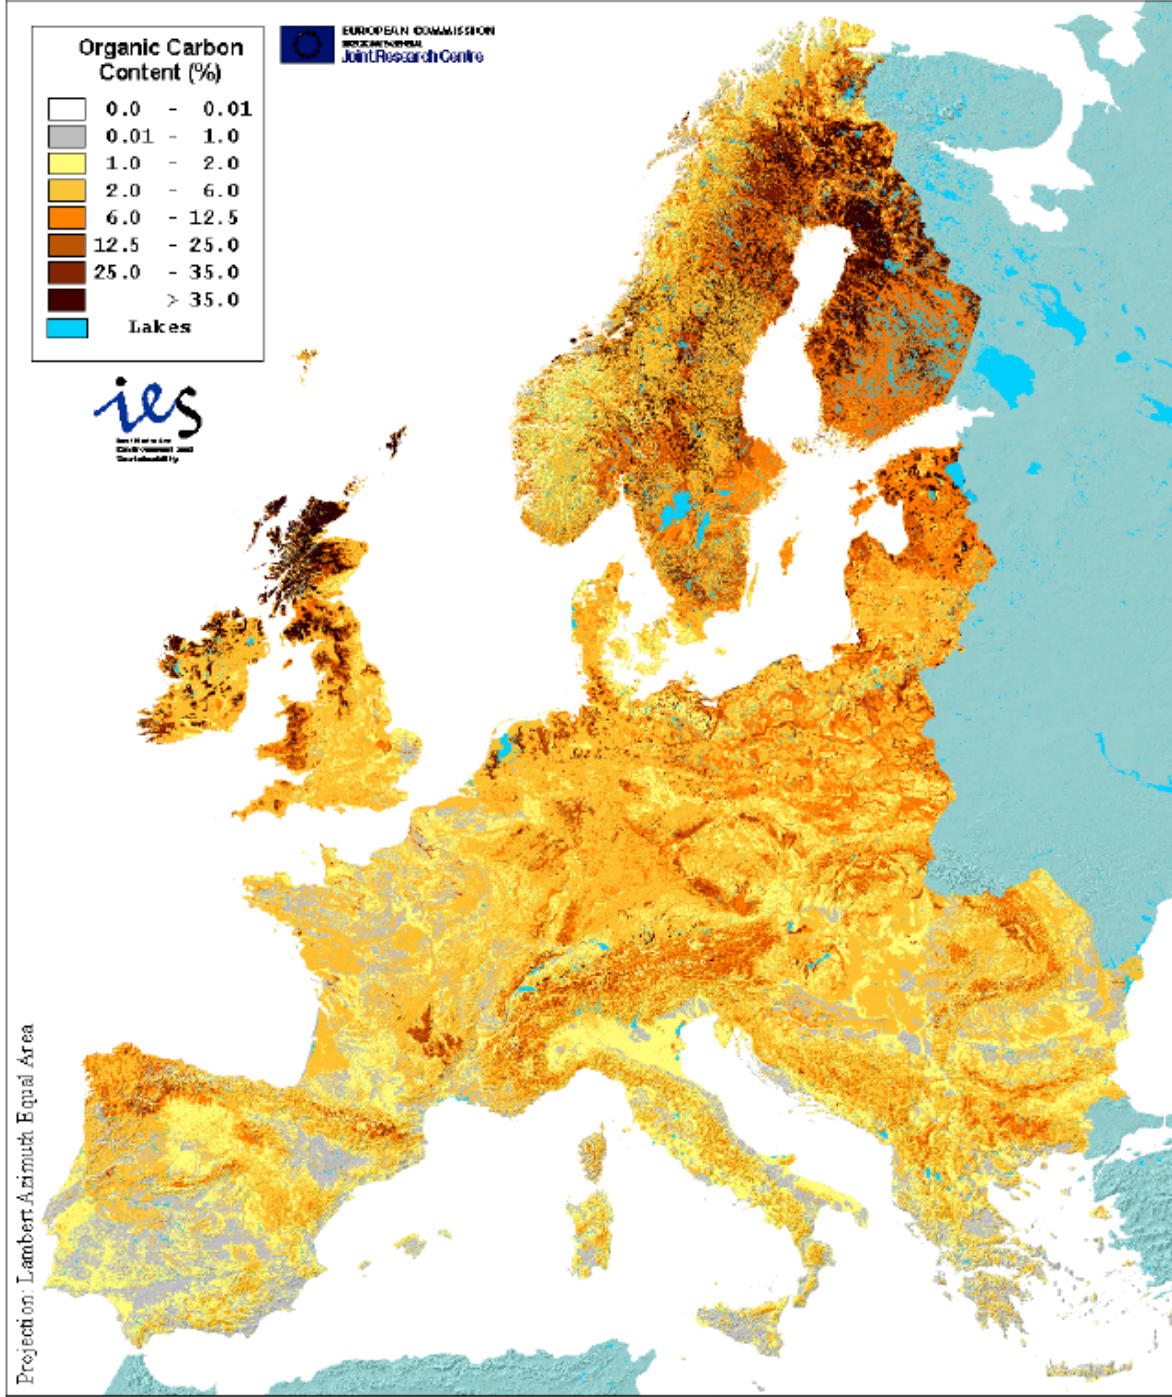 Organic Carbon
Content (%)
0.0 - 0.01
0.01 - 1.0
1.0 - 2.0
2.0 - 6.0
6.0 - 12.5
12.5 - 25.0
25.0 - 35.0
> 35.0
Lakes
EUROPEAN COMMISSION
Joint Research Centre
ies
Projection: Lambert Azimuth Equal Area